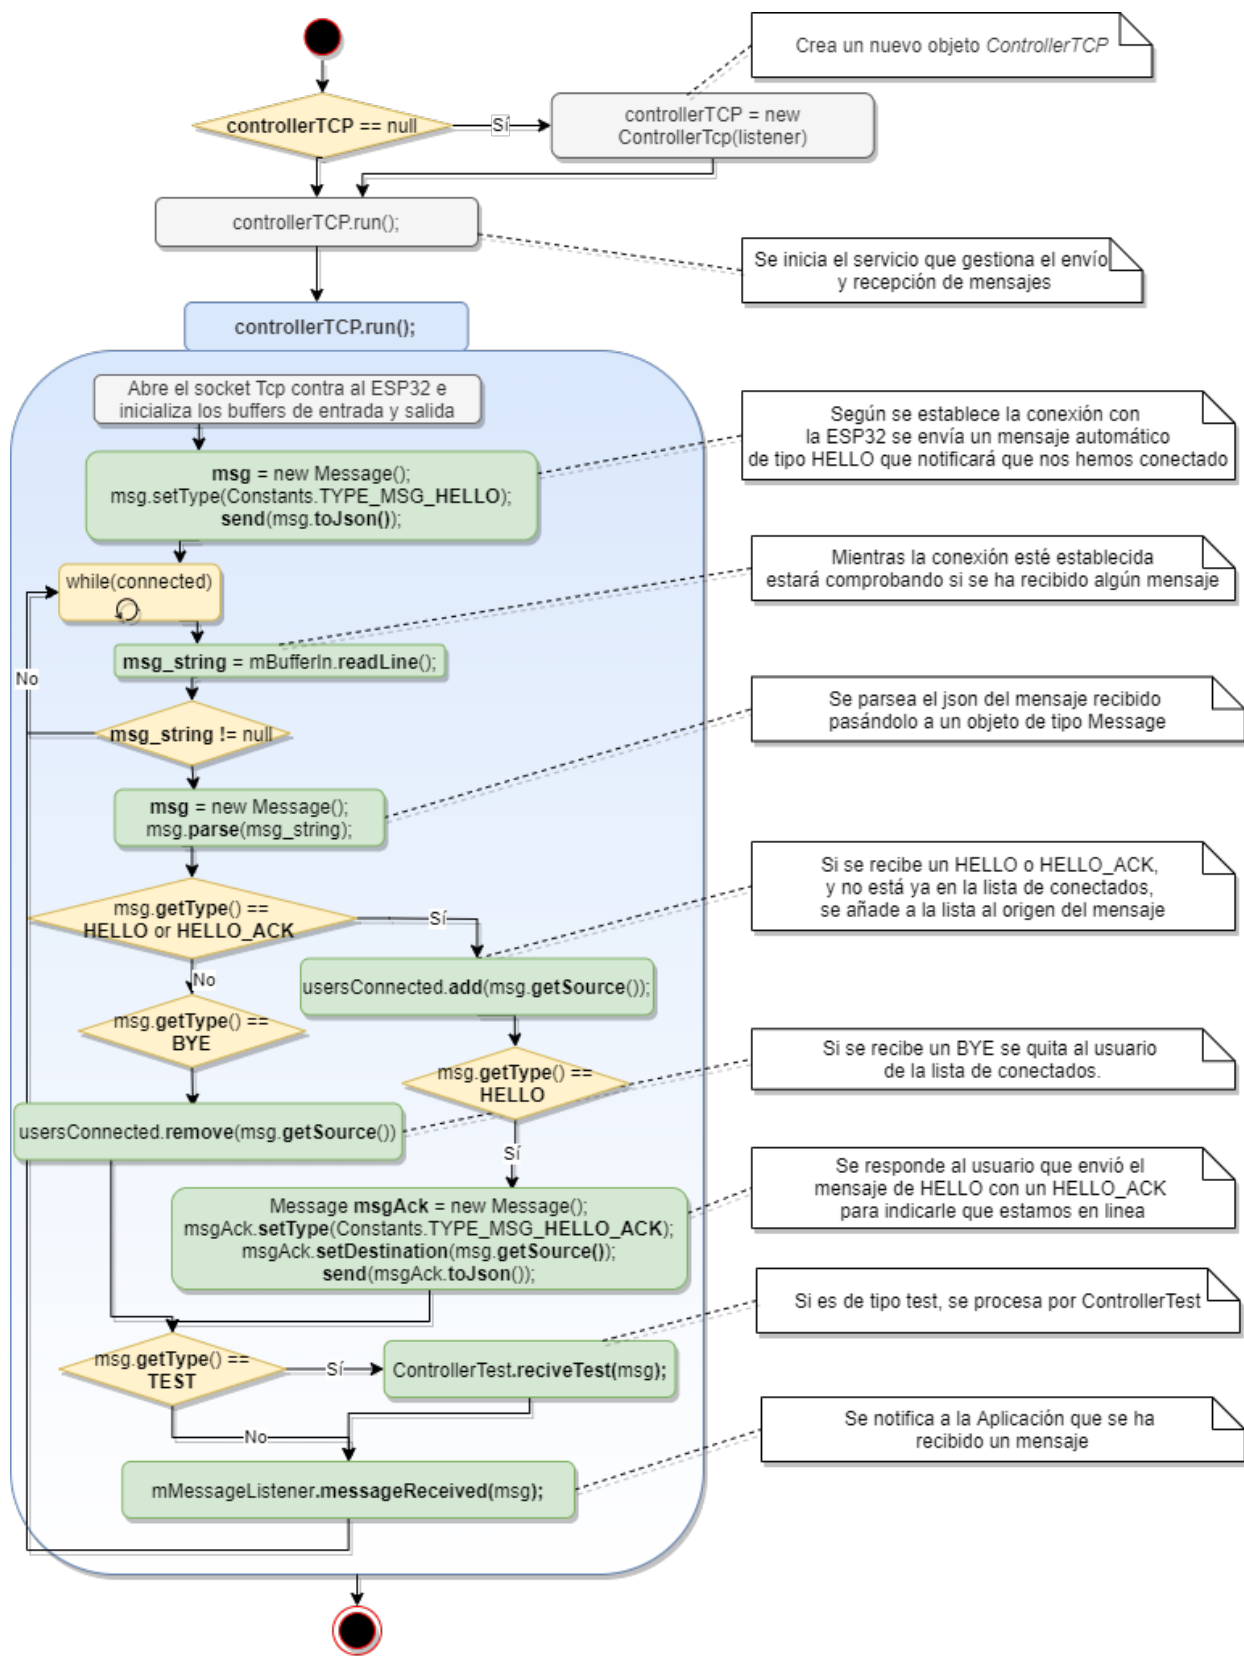 Crea un nuevo objeto ControllerTCP
controllerTCP == null
Sí
controllerTCP = new
ControllerTcp(listener)
controllerTCP.run();
Se inicia el servicio que gestiona el envío
y recepción de mensajes
controllerTCP.run();
Abre el socket Tcp contra al ESP32 e
inicializa los buffers de entrada y salida
Según se establece la conexión con
la ESP32 se envía un mensaje automático
de tipo HELLO que notificará que nos hemos conectado
msg = new Message();
msg.setType(Constants.TYPE_MSG_HELLO);
send(msg.toJson());
Mientras la conexión esté establecida
estará comprobando si se ha recibido algún mensaje
while(connected)
msg_string = mBufferIn.readLine();
No
Se parsea el json del mensaje recibido
pasándolo a un objeto de tipo Message
msg_string != null
msg = new Message();
msg.parse(msg_string);
Si se recibe un HELLO o HELLO_ACK,
y no está ya en la lista de conectados,
se añade a la lista al origen del mensaje
msg.getType() ==
HELLO or HELLO_ACK
Sí
No
usersConnected.add(msg.getSource());
msg.getType() ==
BYE
Si se recibe un BYE se quita al usuario
de la lista de conectados.
msg.getType() ==
HELLO
usersConnected.remove(msg.getSource())
Sí
Se responde al usuario que envió el
mensaje de HELLO con un HELLO_ACK
para indicarle que estamos en linea
Message msgAck = new Message();
msgAck.setType(Constants.TYPE_MSG_HELLO_ACK);
msgAck.setDestination(msg.getSource());
send(msgAck.toJson());
Si es de tipo test, se procesa por ControllerTest
msg.getType() ==
TEST
Sí
ControllerTest.reciveTest(msg);
No
Se notifica a la Aplicación que se ha
recibido un mensaje
mMessageListener.messageReceived(msg);